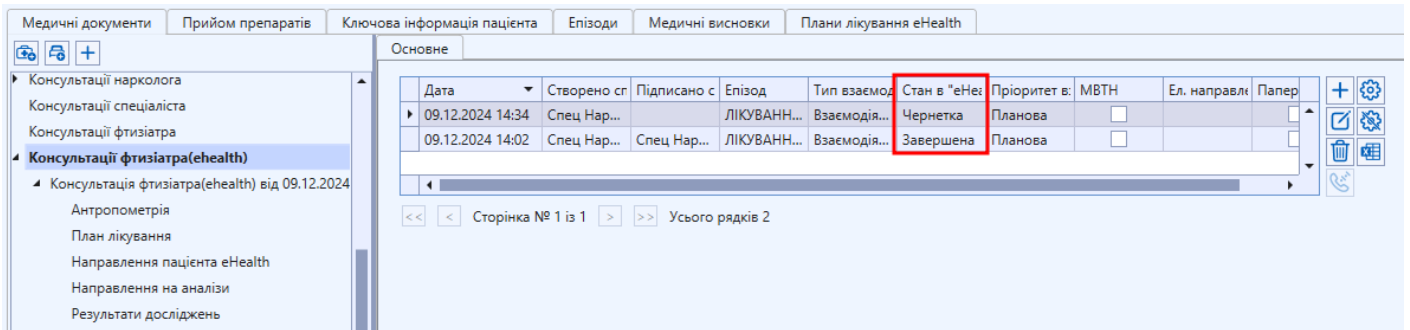 Медичні документи Прийом препаратів Ключова інформація пацієнта Епізоди Медичні висновки Плани лікування eHealth
Основне
Консультації нарколога
Консультації спеціаліста
Консультації фтизіатра
Консультації фтизіатра(ehealth)
Консультація фтизіатра(ehealth) від 09.12.2024
Антропометрія
План лікування
Направлення пацієнта eHealth
Направлення на аналізи
Результати досліджень
Дата Створено сп Підписано с Епізод Тип взаємод Стан в "eHea Пріоритет вз МВТН Ел. направле Папер
09.12.2024 14:34 Спец Нар... ЛІКУВАНН... Взаємодія... Чернетка Планова
09.12.2024 14:02 Спец Нар... Спец Нар... ЛІКУВАНН... Взаємодія... Завершена Планова
<< < Сторінка № 1 із 1 > >> Усього рядків 2